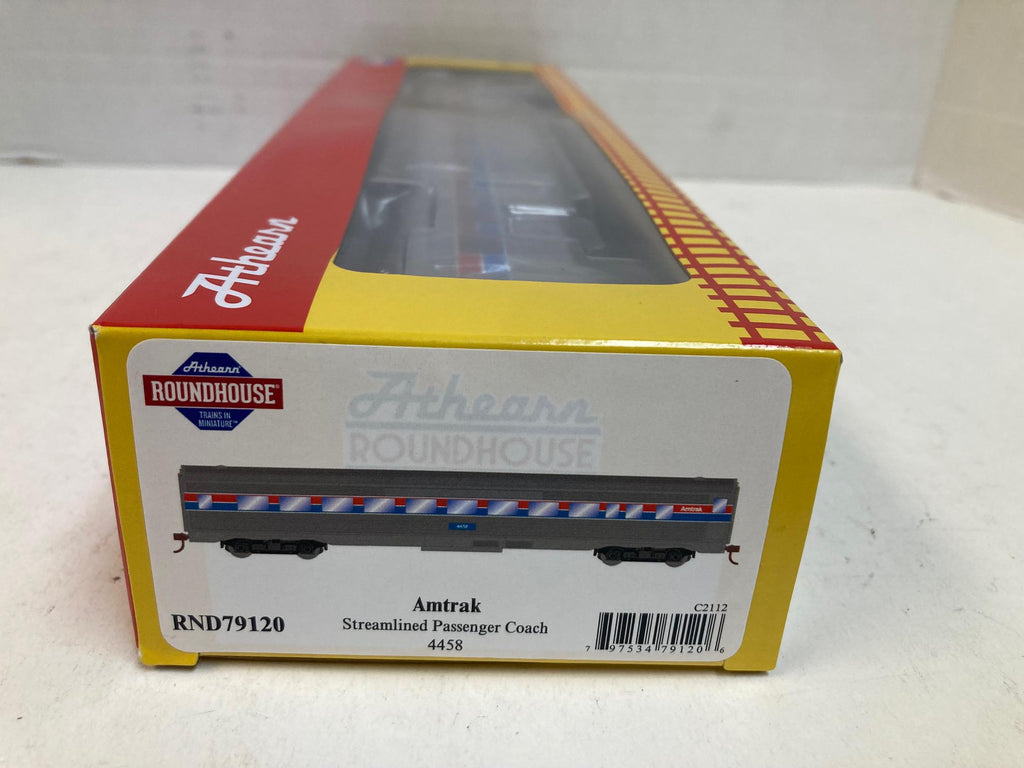 Athearn
Athearn
ROUNDHOUSE®
TRAINS IN
MINIATURE™
Athearn
ROUNDHOUSE
Amtrak
4458
RND79120
Amtrak
Streamlined Passenger Coach
4458
C2112
7 97534 79120 6